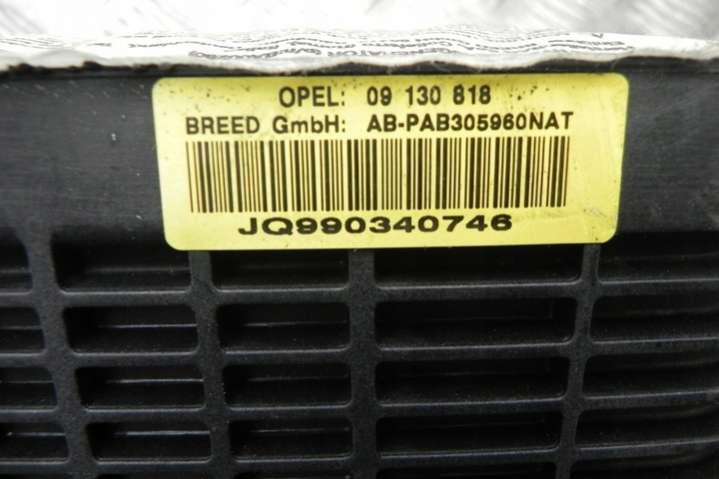 OPEL: 09 130 818
BREED GmbH: AB-PAB305960NAT
JQ990340746